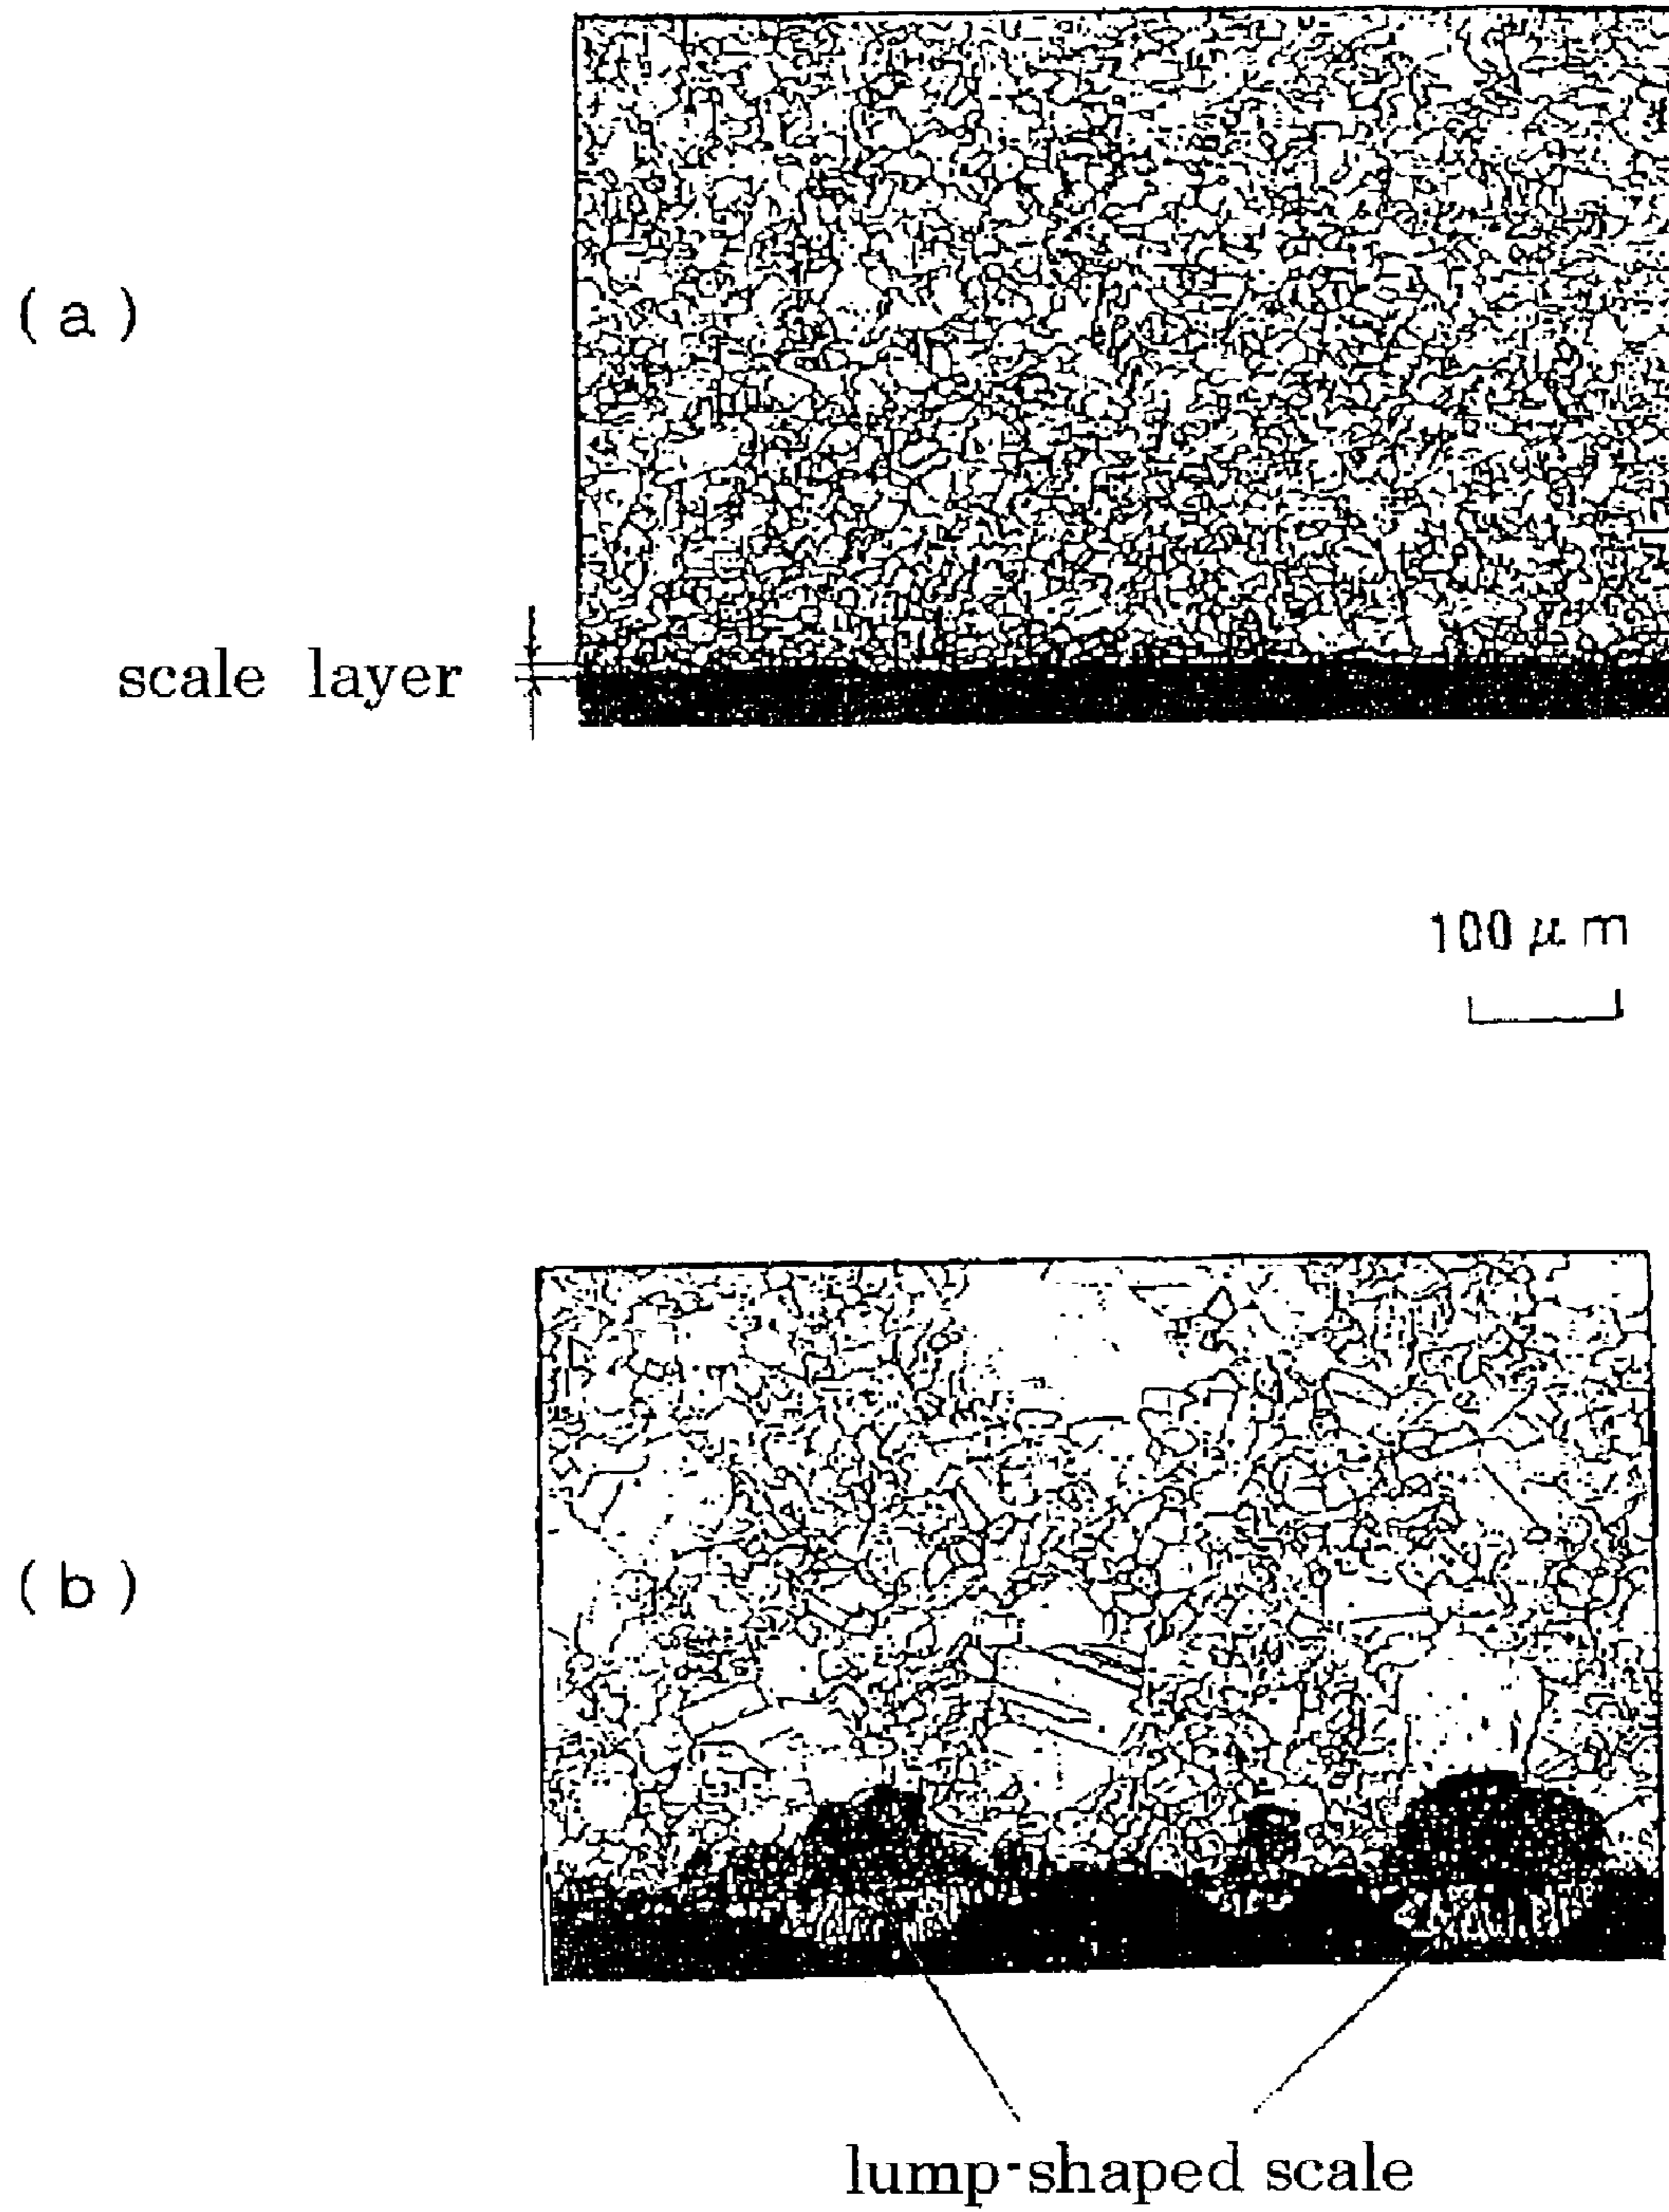 (a)
scale layer
100 μm
(b)
lump-shaped scale